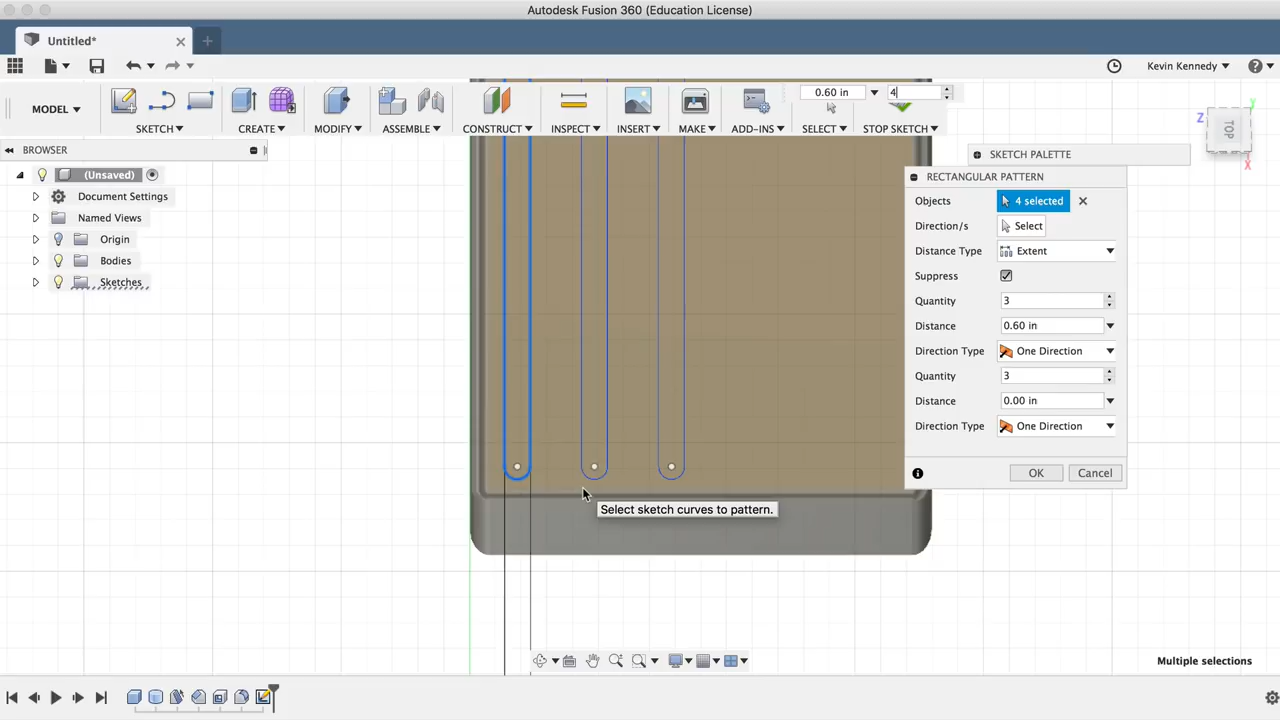 Autodesk Fusion 360 (Education License)
Untitled*
Kevin Kennedy
MODEL
SKETCH
CREATE
MODIFY
ASSEMBLE
CONSTRUCT
INSPECT
INSERT
MAKE
ADD-INS
SELECT
STOP SKETCH
0.60 in
4
Z
Y
TOP
X
BROWSER
(Unsaved)
Document Settings
Named Views
Origin
Bodies
Sketches
SKETCH PALETTE
RECTANGULAR PATTERN
Objects 4 selected
Direction/s Select
Distance Type Extent
Suppress
Quantity 3
Distance 0.60 in
Direction Type One Direction
Quantity 3
Distance 0.00 in
Direction Type One Direction
OK Cancel
Select sketch curves to pattern.
Multiple selections